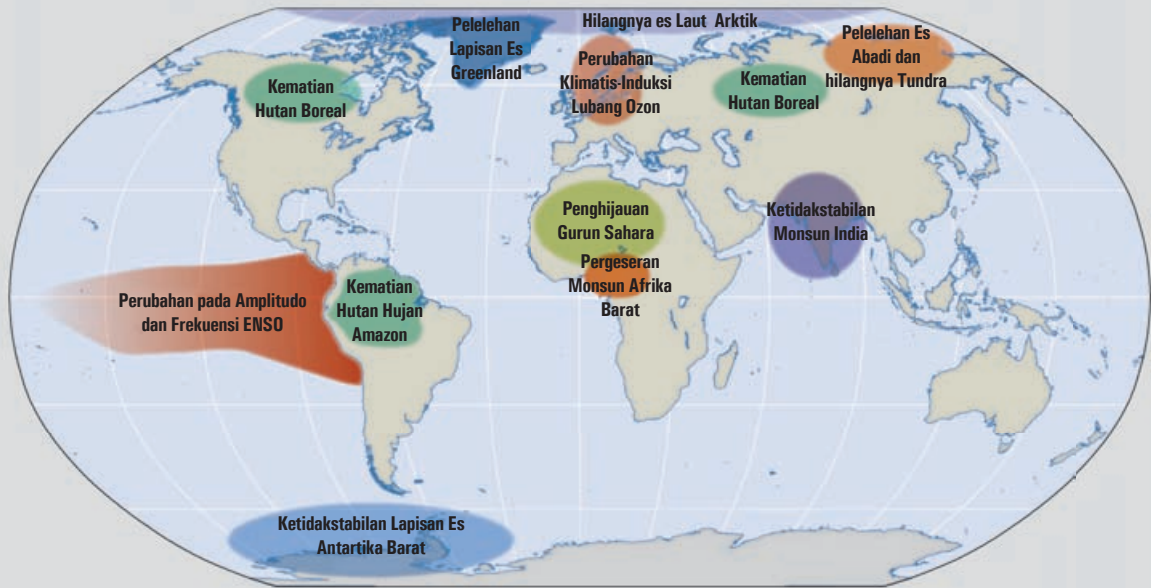 Hilangnya es Laut Arktik
Pelelehan
Lapisan Es
Greenland
Perubahan
Klimatis-Induksi
Lubang Ozon
Pelelehan Es
Abadi dan
hilangnya Tundra
Kematian
Hutan Boreal
Kematian
Hutan Boreal
Penghijauan
Gurun Sahara
Ketidakstabilan
Monsun India
Pergeseran
Monsun Afrika
Barat
Perubahan pada Amplitudo
dan Frekuensi ENSO
Kematian
Hutan Hujan
Amazon
Ketidakstabilan Lapisan Es
Antartika Barat